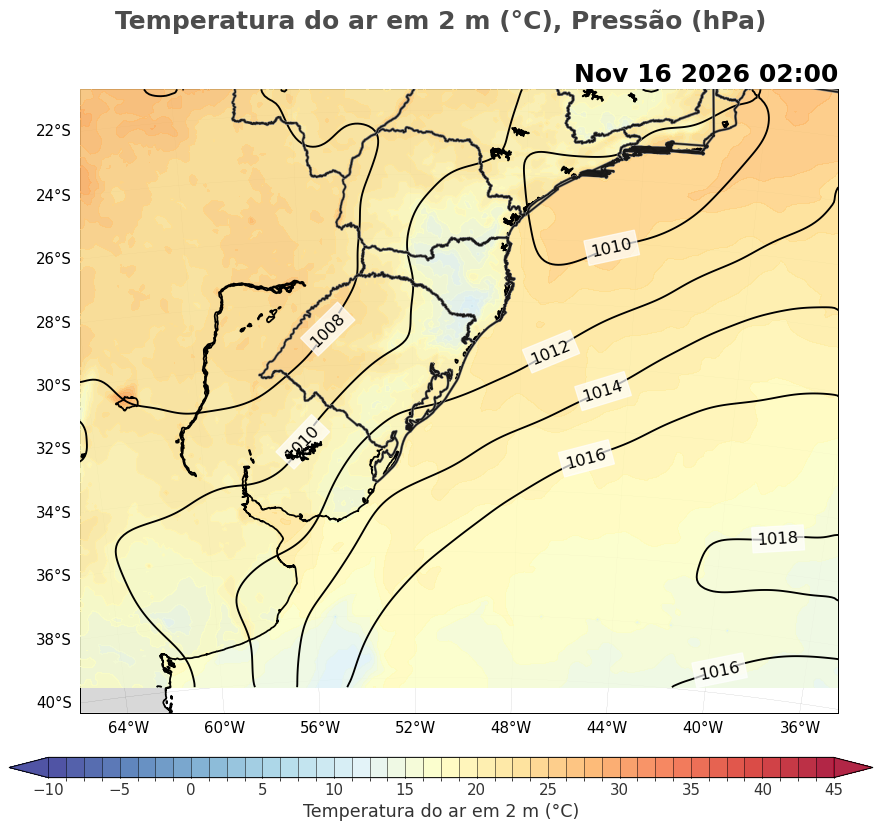 Temperatura do ar em 2 m (°C), Pressão (hPa)
Nov 16 2026 02:00
22°S
24°S
26°S
28°S
30°S
32°S
34°S
36°S
38°S
40°S
1010
1008
1012
1014
1010
1016
1018
1016
64°W 60°W 56°W 52°W 48°W 44°W 40°W 36°W
−10 −5 0 5 10 15 20 25 30 35 40 45
Temperatura do ar em 2 m (°C)